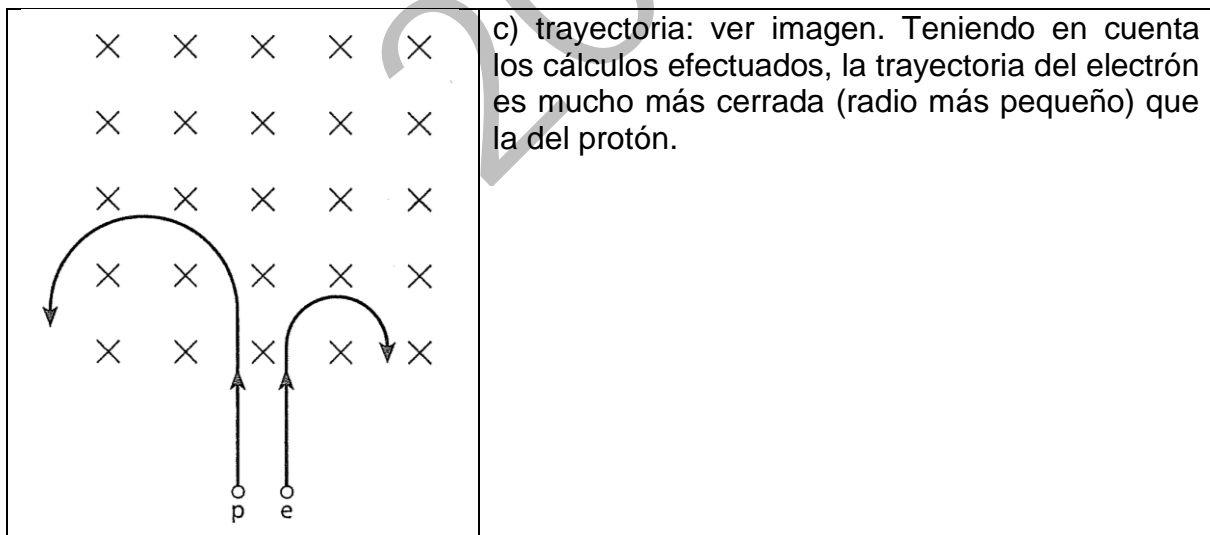 c) trayectoria: ver imagen. Teniendo en cuenta
los cálculos efectuados, la trayectoria del electrón
es mucho más cerrada (radio más pequeño) que
la del protón.
p e